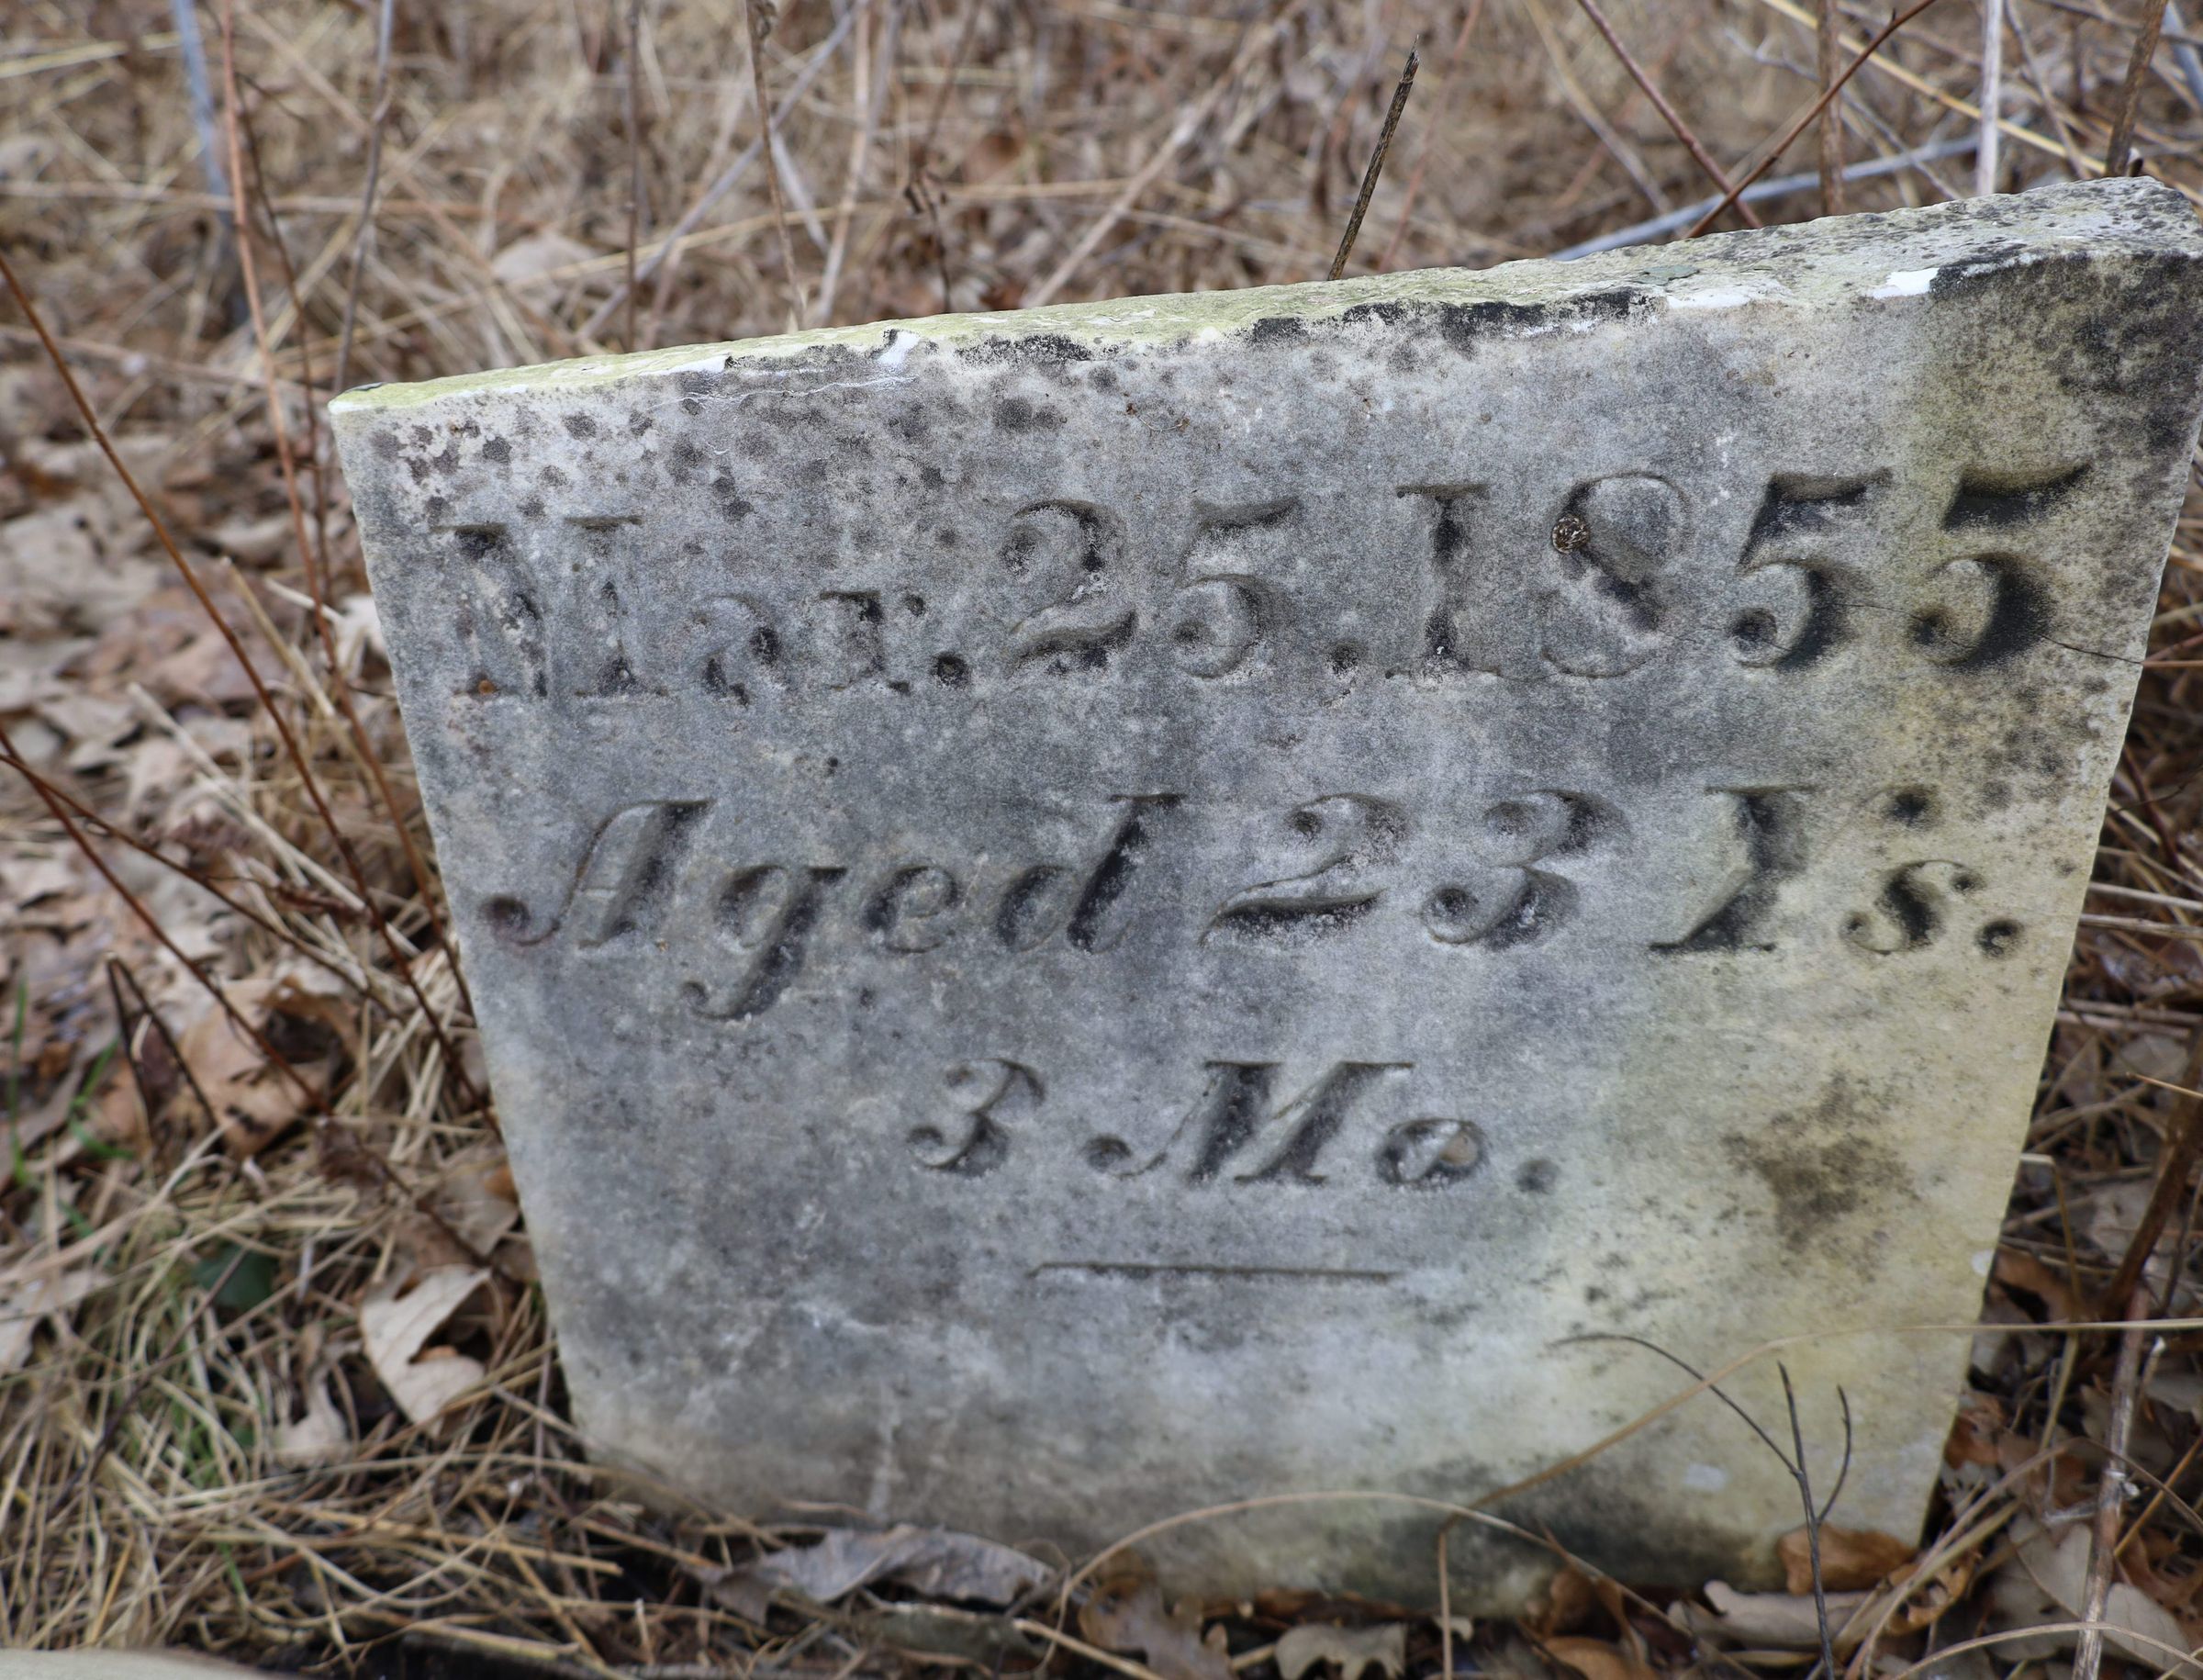 Mar. 25, 1855
Aged 23 Ys.
3 Mo.